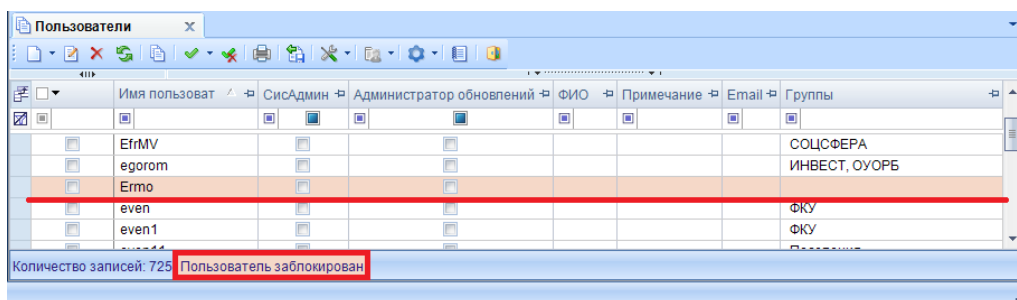 Пользователи x
Имя пользоват СисАдмин Администратор обновлений ФИО Примечание Email Группы
EfrMV СОЦСФЕРА
egorom ИНВЕСТ, ОУОРБ
Ermo
even ФКУ
even1 ФКУ
Количество записей: 725 Пользователь заблокирован